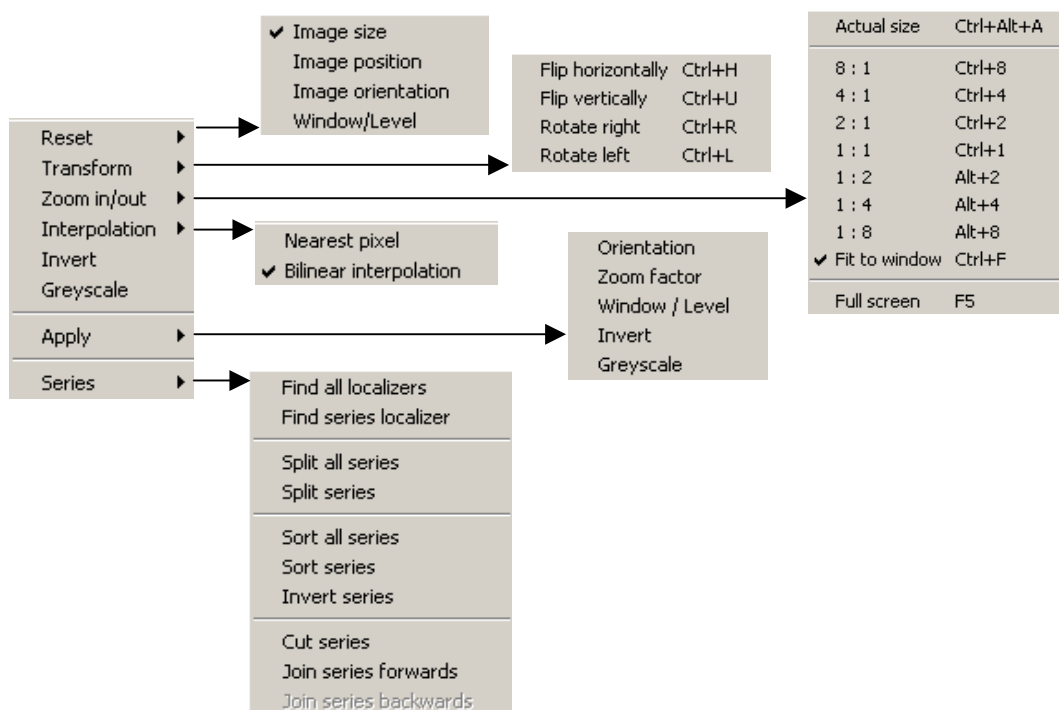 Reset
Transform
Zoom in/out
Interpolation
Invert
Greyscale
Apply
Series
Image size
Image position
Image orientation
Window/Level
Flip horizontally Ctrl+H
Flip vertically Ctrl+U
Rotate right Ctrl+R
Rotate left Ctrl+L
Actual size Ctrl+Alt+A
8 : 1 Ctrl+8
4 : 1 Ctrl+4
2 : 1 Ctrl+2
1 : 1 Ctrl+1
1 : 2 Alt+2
1 : 4 Alt+4
1 : 8 Alt+8
Fit to window Ctrl+F
Full screen F5
Nearest pixel
Bilinear interpolation
Orientation
Zoom factor
Window / Level
Invert
Greyscale
Find all localizers
Find series localizer
Split all series
Split series
Sort all series
Sort series
Invert series
Cut series
Join series forwards
Join series backwards